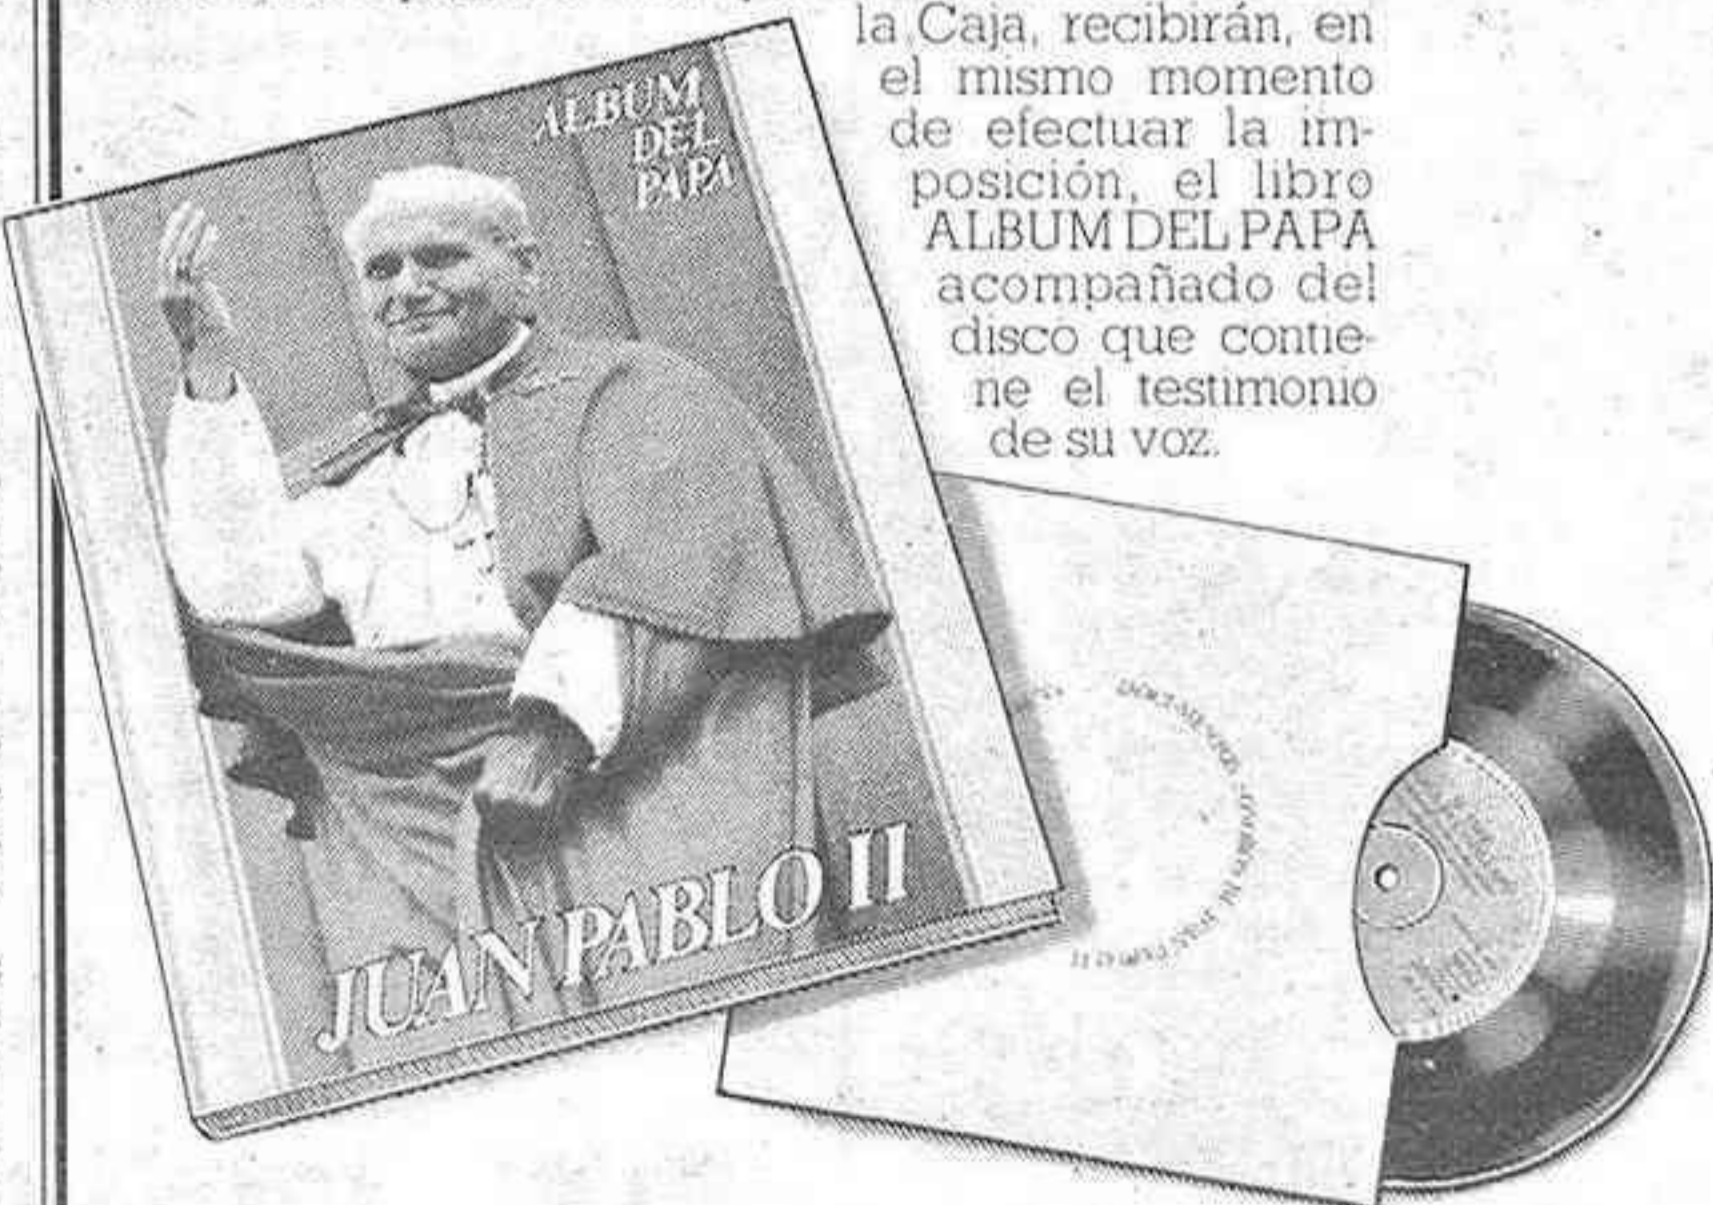 la Caja, recibirán, en
el mismo momento
de efectuar la im-
posición, el libro
ALBUM DEL PAPA
acompañado del
disco que contie-
ne el testimonio
de su voz.
ALBUM
DEL
PAPA
JUAN PABLO II